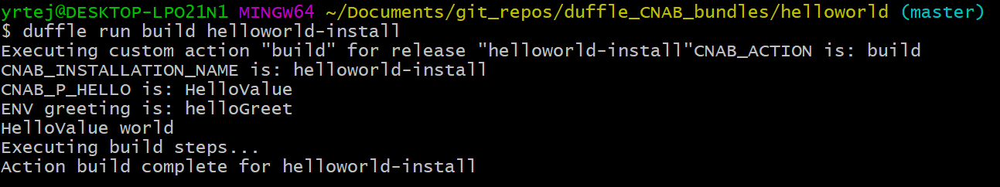 yrtej@DESKTOP-LPO21N1 MINGW64 ~/Documents/git_repos/duffle_CNAB_bundles/helloworld (master)
$ duffle run build helloworld-install
Executing custom action "build" for release "helloworld-install"CNAB_ACTION is: build
CNAB_INSTALLATION_NAME is: helloworld-install
CNAB_P_HELLO is: HelloValue
ENV greeting is: helloGreet
HelloValue world
Executing build steps...
Action build complete for helloworld-install